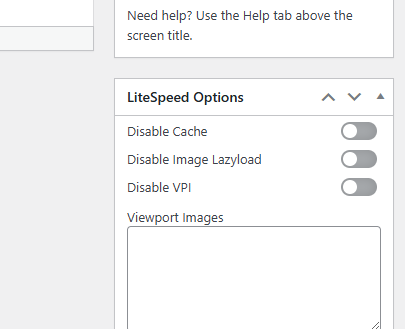 Need help? Use the Help tab above the
screen title.
LiteSpeed Options
Disable Cache
Disable Image Lazyload
Disable VPI
Viewport Images